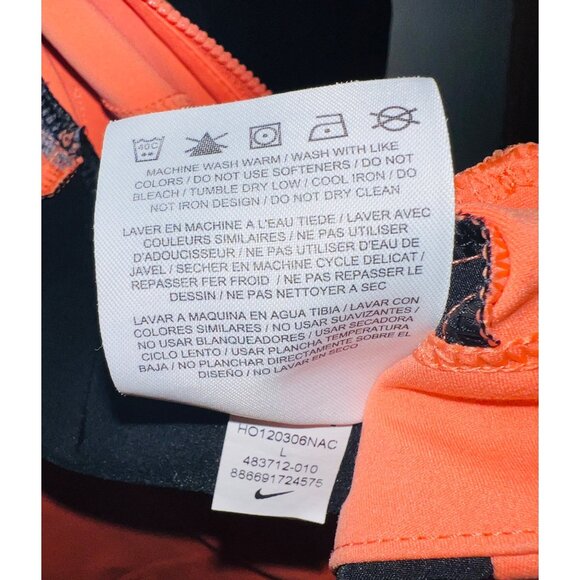 40C
MACHINE WASH WARM / WASH WITH LIKE
COLORS / DO NOT USE SOFTENERS / DO NOT
BLEACH / TUMBLE DRY LOW / COOL IRON / DO
NOT IRON DESIGN / DO NOT DRY CLEAN
LAVER EN MACHINE A L'EAU TIEDE / LAVER AVEC
COULEURS SIMILAIRES / NE PAS UTILISER
D'ADOUCISSEUR / NE PAS UTILISER D'EAU DE
JAVEL / SECHER EN MACHINE CYCLE DELICAT /
REPASSER FER FROID / NE PAS REPASSER LE
DESSIN / NE PAS NETTOYER A SEC
LAVAR A MAQUINA EN AGUA TIBIA / LAVAR CON
COLORES SIMILARES / NO USAR SUAVIZANTES /
NO USAR BLANQUEADORES / USAR SECADORA
CICLO LENTO / USAR PLANCHA TEMPERATURA
BAJA / NO PLANCHAR DIRECTAMENTE SOBRE EL
DISEÑO / NO LAVAR EN SECO
HO120306NAC
L
483712-010
886691724575